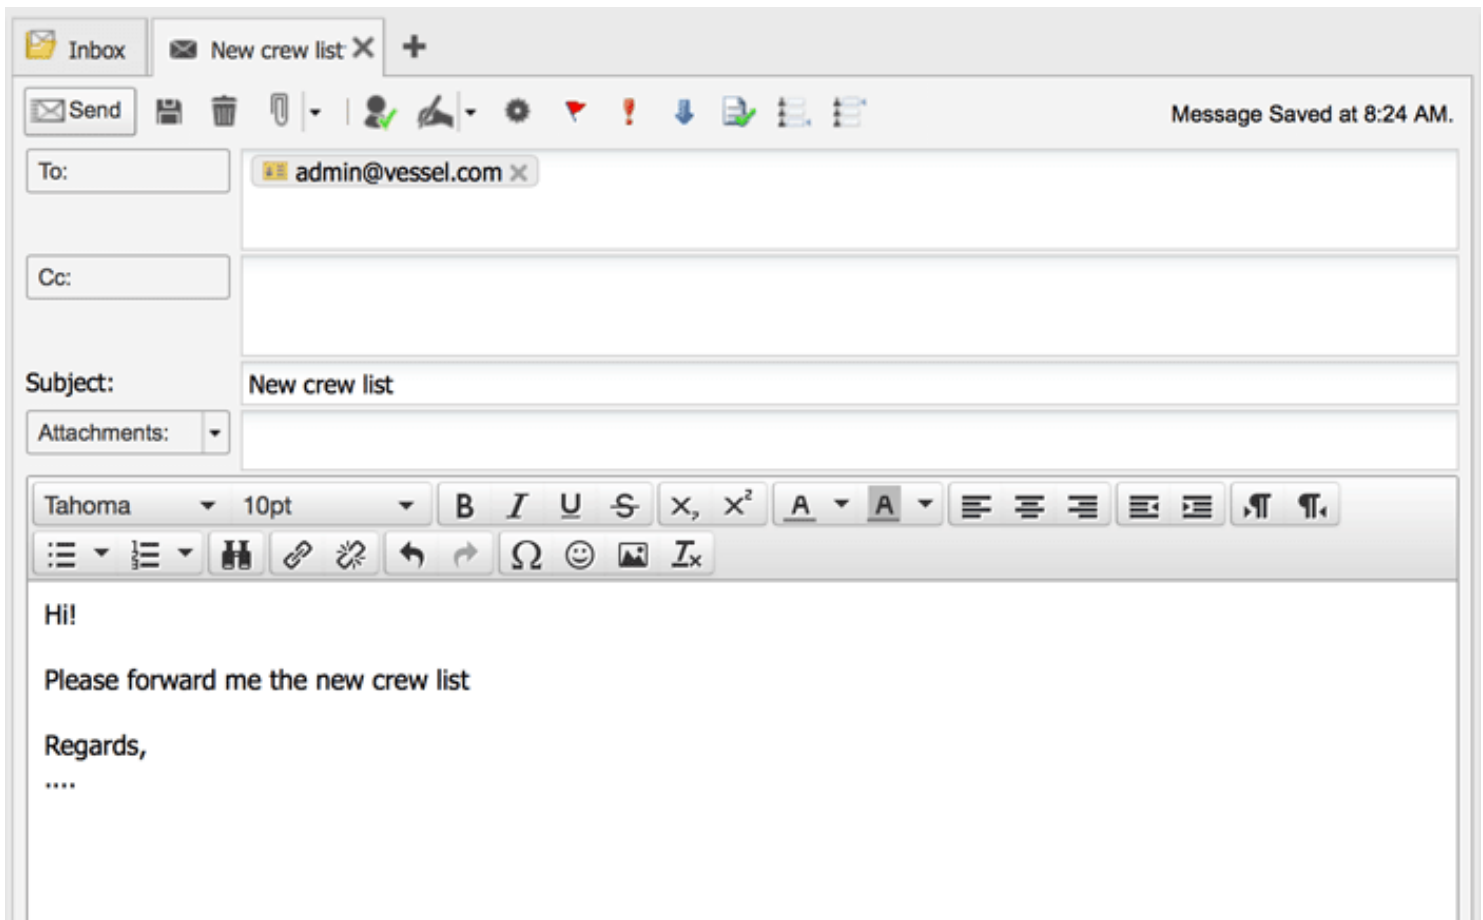 Inbox
New crew list
Send
Message Saved at 8:24 AM.
To:
admin@vessel.com
Cc:
Subject:
New crew list
Attachments:
Tahoma
10pt
Hi!
Please forward me the new crew list
Regards,
....